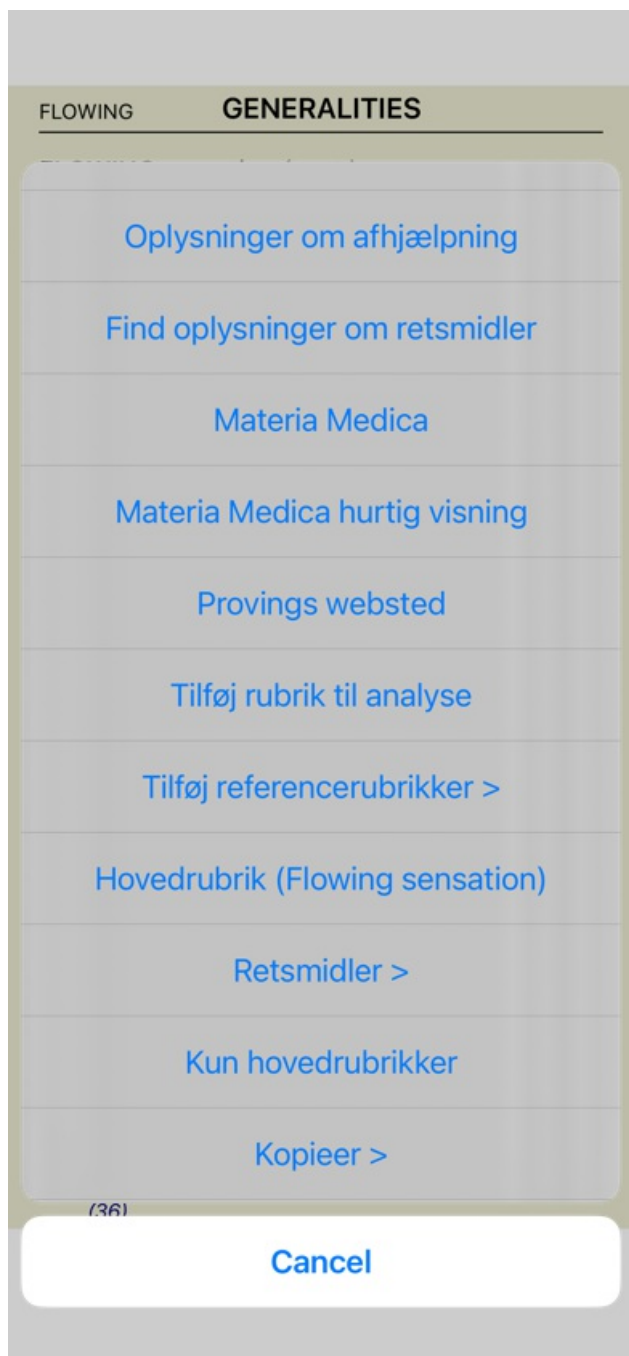 FLOWING GENERALITIES
Oplysninger om afhjælpning
Find oplysninger om retsmidler
Materia Medica
Materia Medica hurtig visning
Provings websted
Tilføj rubrik til analyse
Tilføj referencerubrikker >
Hovedrubrik (Flowing sensation)
Retsmidler >
Kun hovedrubrikker
Kopieer >
(36)
Cancel